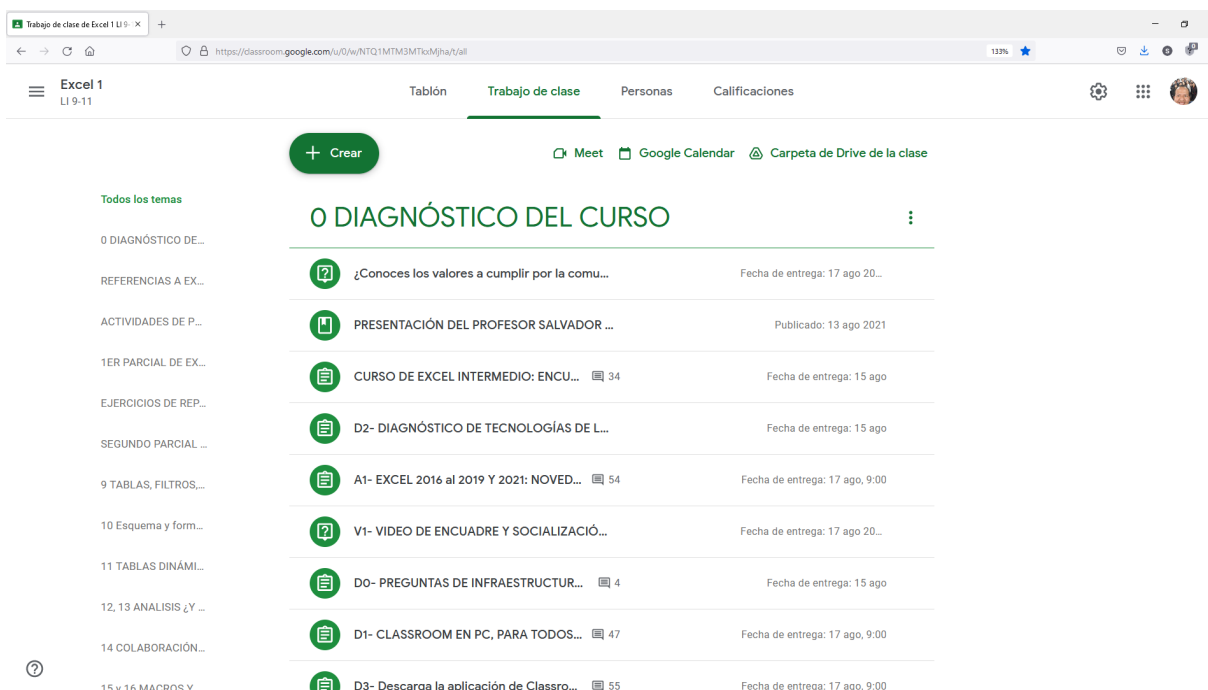 Trabajo de clase de Excel 1 LI 9-
https://classroom.google.com/u/0/w/NTQ1MTM3MTkxMjha/t/all
133%
Excel 1
LI 9-11
Tablón
Trabajo de clase
Personas
Calificaciones
Crear
Meet
Google Calendar
Carpeta de Drive de la clase
Todos los temas
0 DIAGNÓSTICO DE...
REFERENCIAS A EX...
ACTIVIDADES DE P...
1ER PARCIAL DE EX...
EJERCICIOS DE REP...
SEGUNDO PARCIAL ...
9 TABLAS, FILTROS,...
10 Esquema y form...
11 TABLAS DINÁMI...
12, 13 ANALISIS ¿Y ...
14 COLABORACIÓN...
15 y 16 MACROS Y
0 DIAGNÓSTICO DEL CURSO
¿Conoces los valores a cumplir por la comu... Fecha de entrega: 17 ago 20...
PRESENTACIÓN DEL PROFESOR SALVADOR ... Publicado: 13 ago 2021
CURSO DE EXCEL INTERMEDIO: ENCU... 34 Fecha de entrega: 15 ago
D2- DIAGNÓSTICO DE TECNOLOGÍAS DE L... Fecha de entrega: 15 ago
A1- EXCEL 2016 al 2019 Y 2021: NOVED... 54 Fecha de entrega: 17 ago, 9:00
V1- VIDEO DE ENCUADRE Y SOCIALIZACIÓ... Fecha de entrega: 17 ago 20...
D0- PREGUNTAS DE INFRAESTRUCTUR... 4 Fecha de entrega: 15 ago
D1- CLASSROOM EN PC, PARA TODOS... 47 Fecha de entrega: 17 ago, 9:00
D3- Descarga la aplicación de Classro... 55 Fecha de entrega: 17 ago, 9:00